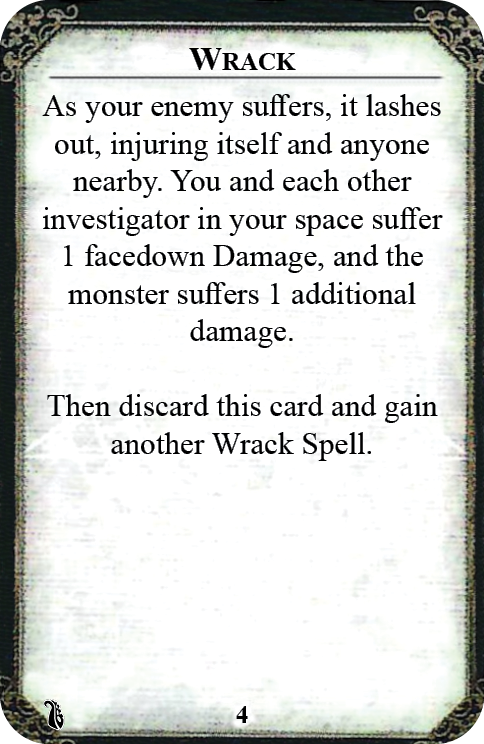 WRACK
As your enemy suffers, it lashes
out, injuring itself and anyone
nearby. You and each other
investigator in your space suffer
1 facedown Damage, and the
monster suffers 1 additional
damage.
Then discard this card and gain
another Wrack Spell.
4